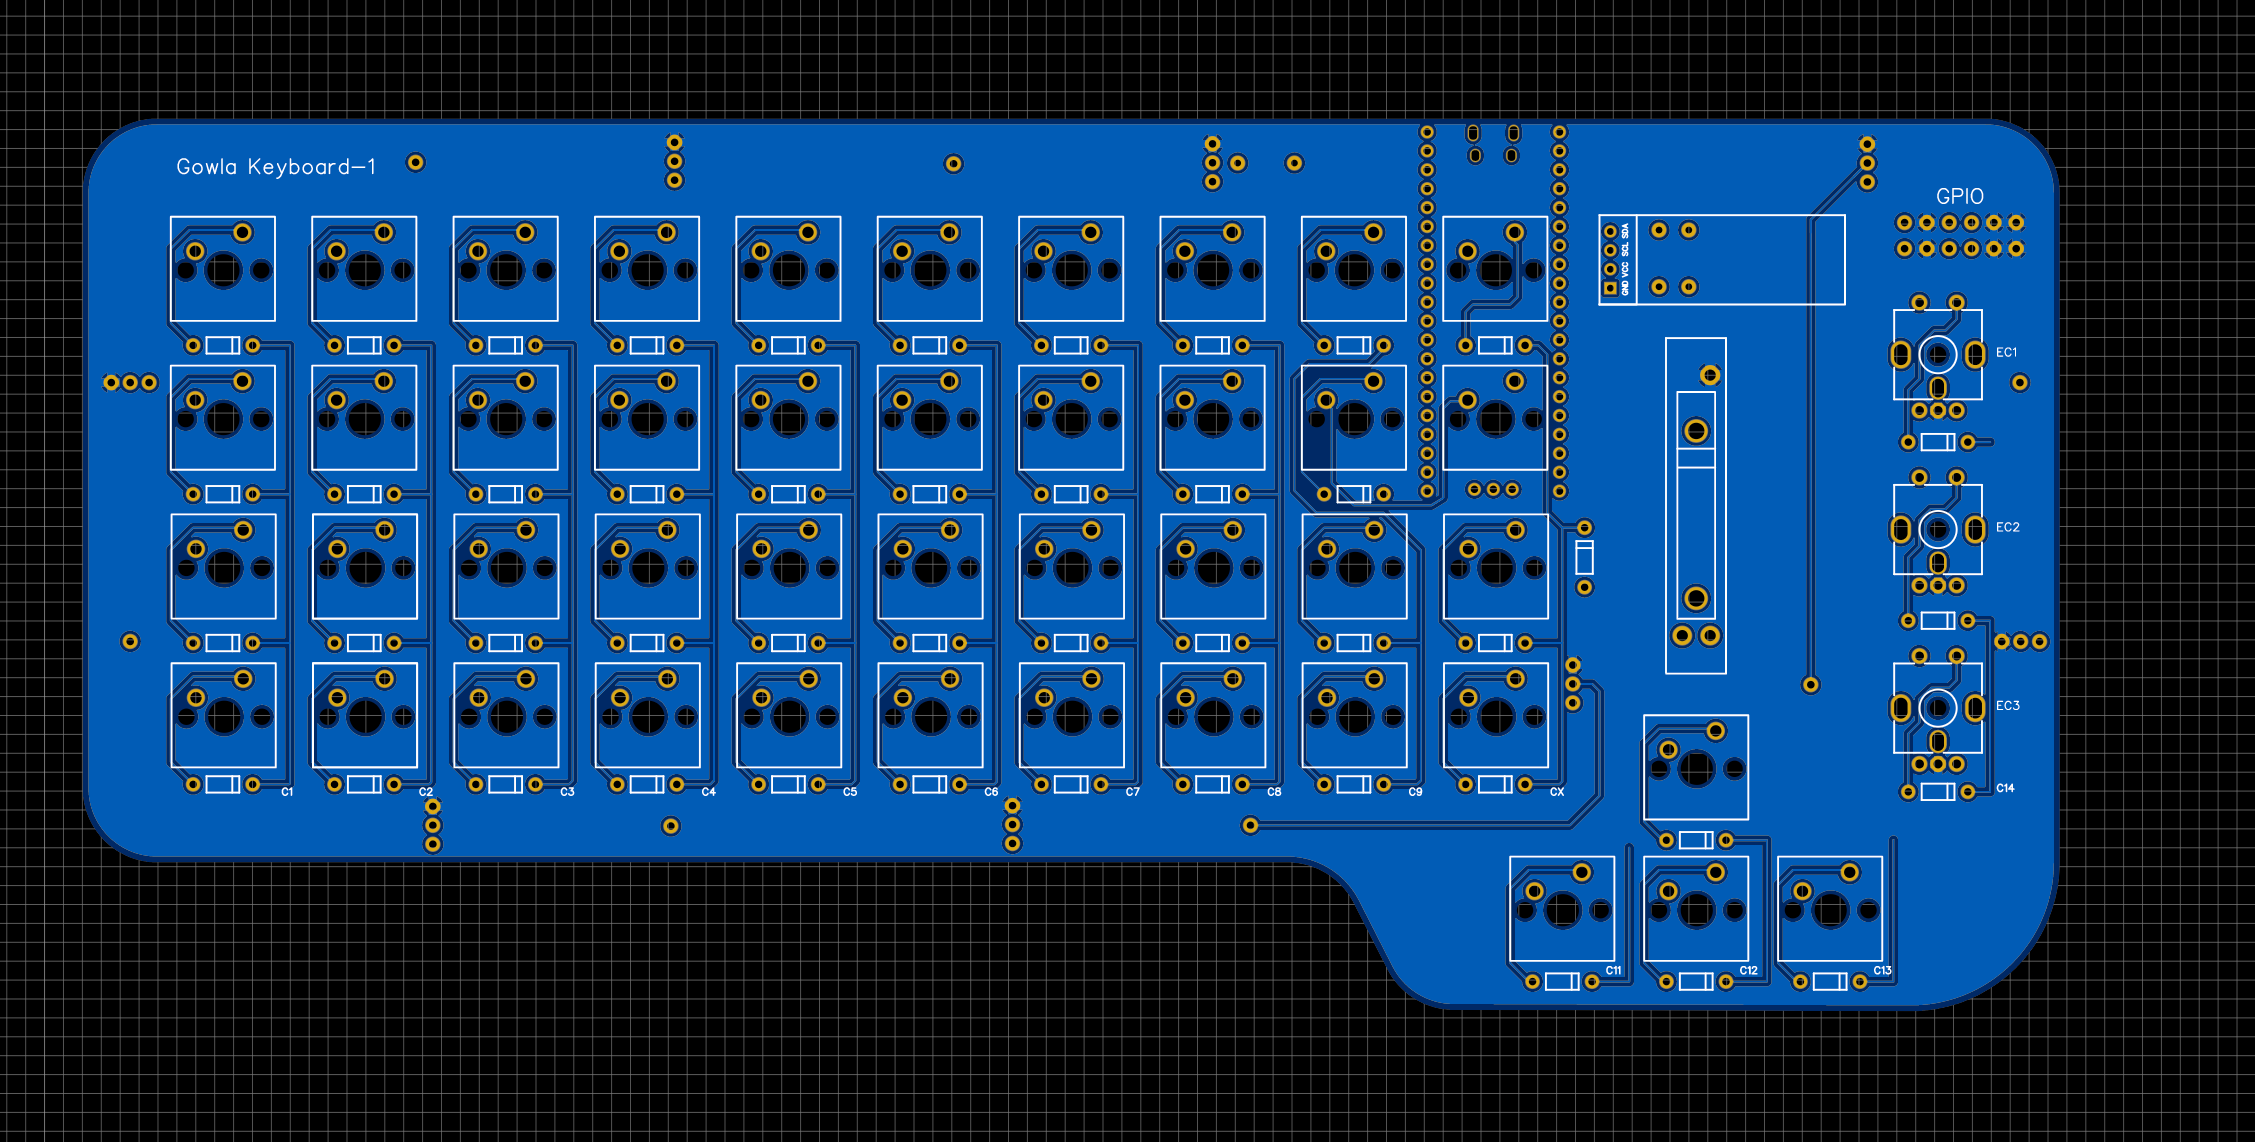 Gowla Keyboard-1
GPIO
SDA
SCL
VCC
GND
EC1
EC2
EC3
C1
C2
C3
C4
C5
C6
C7
C8
C9
CX
C14
C11
C12
C13